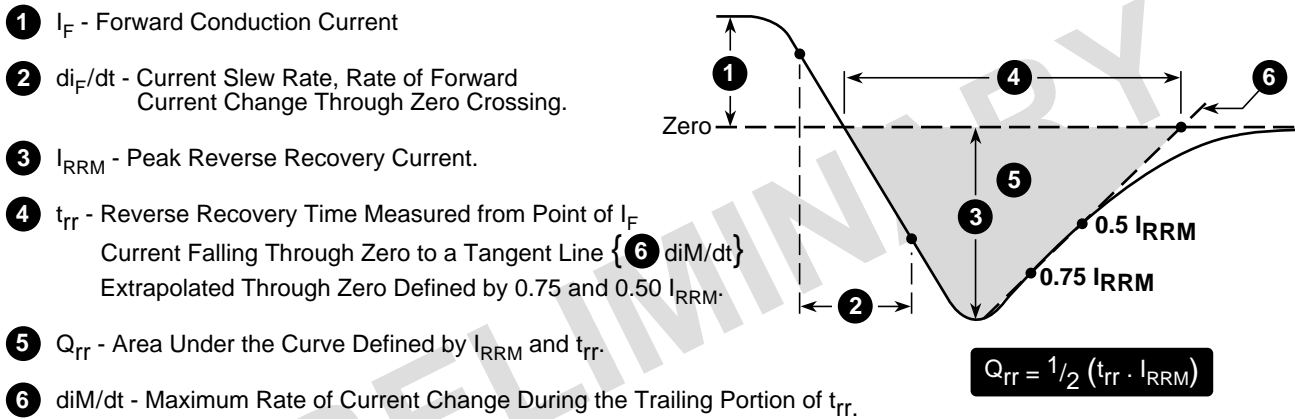 1 I_F - Forward Conduction Current
2 di_F/dt - Current Slew Rate, Rate of Forward
Current Change Through Zero Crossing.
3 I_RRM - Peak Reverse Recovery Current.
4 t_rr - Reverse Recovery Time Measured from Point of I_F
Current Falling Through Zero to a Tangent Line { 6 diM/dt}
Extrapolated Through Zero Defined by 0.75 and 0.50 I_RRM.
5 Q_rr - Area Under the Curve Defined by I_RRM and t_rr.
6 diM/dt - Maximum Rate of Current Change During the Trailing Portion of t_rr.
1
4
6
Zero
5
3
0.5 I_RRM
0.75 I_RRM
2
Q_rr = 1/2 (t_rr . I_RRM)
PRELIMINARY